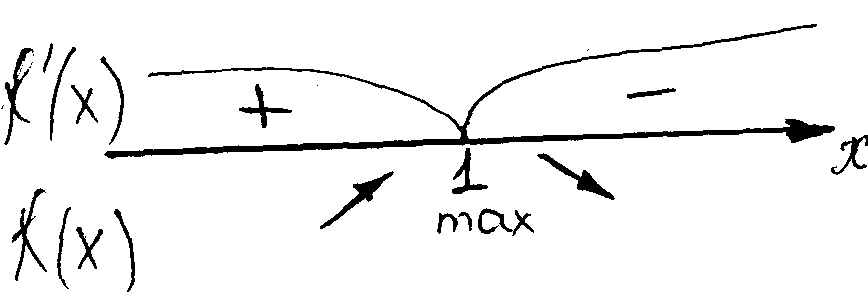 f'(x)
+ −
x
1
max
f(x)